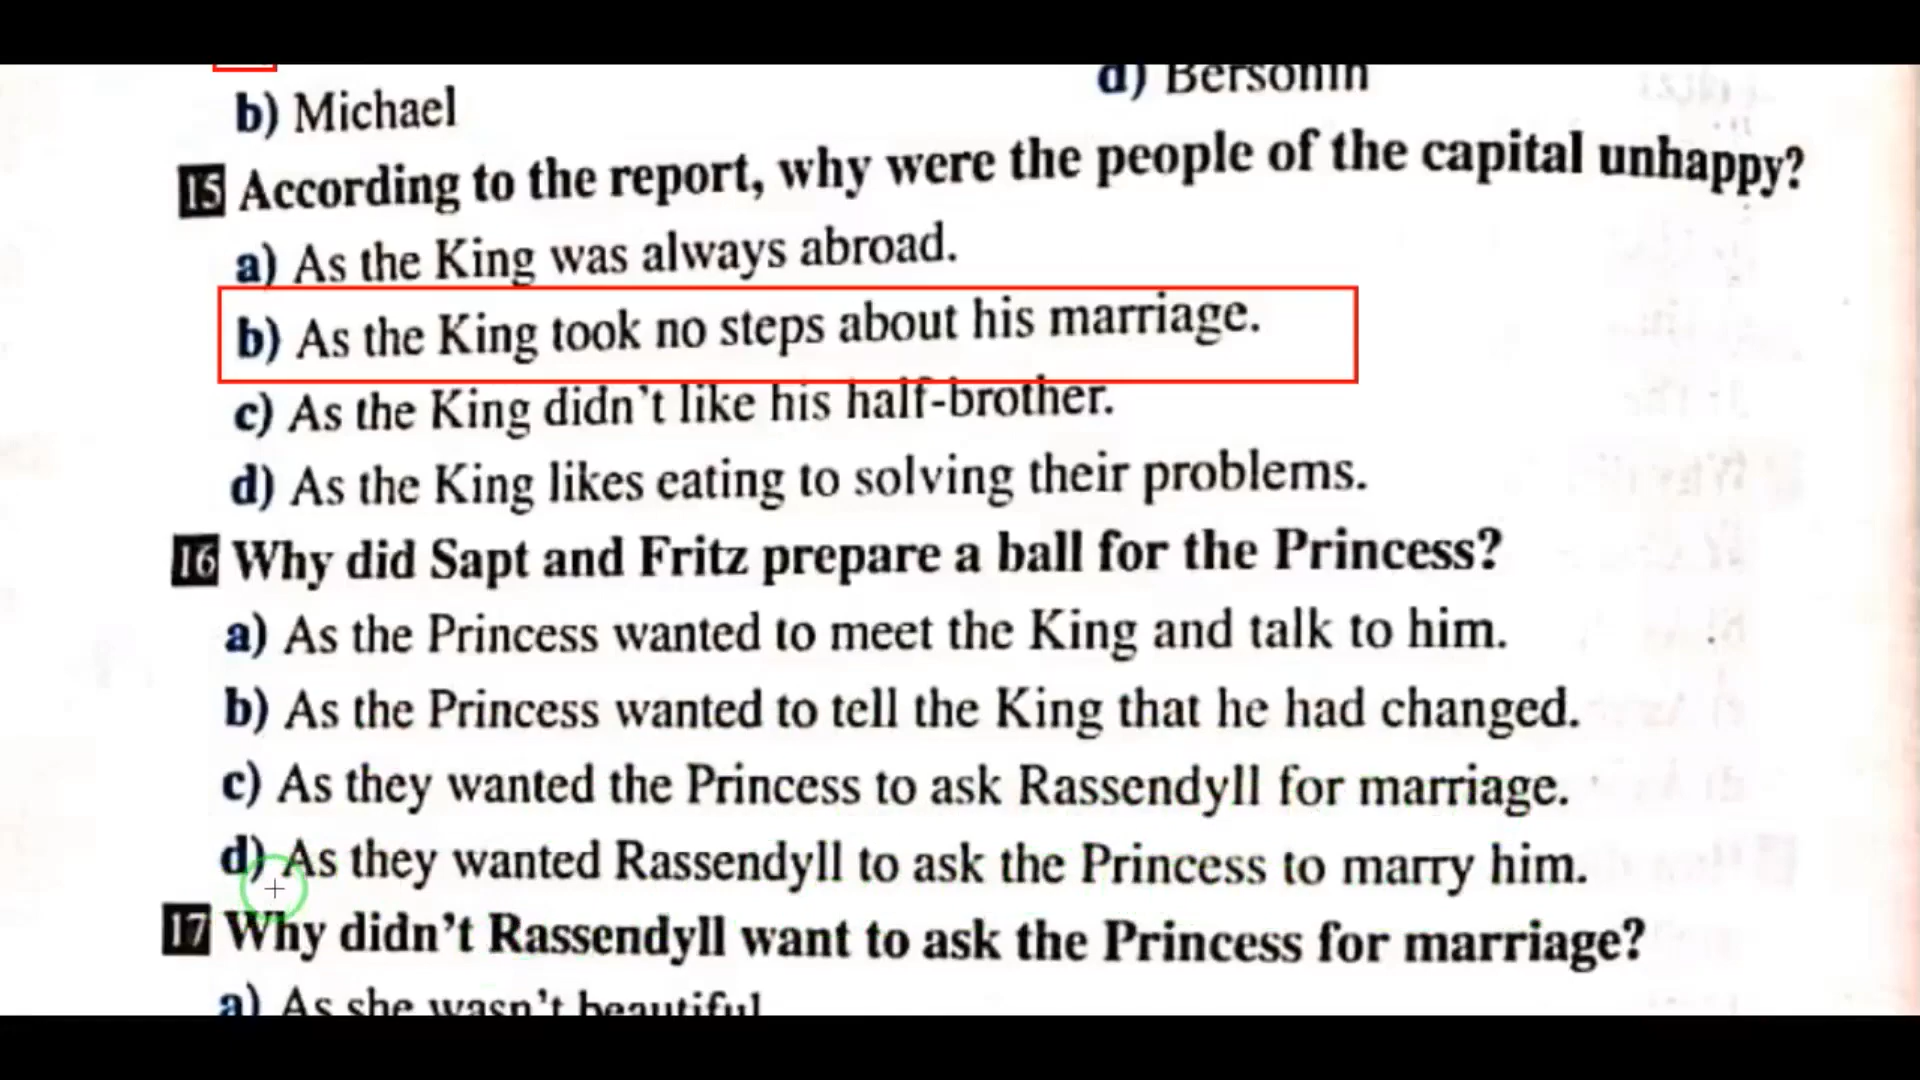 d) Bersonin
b) Michael
15 According to the report, why were the people of the capital unhappy?
a) As the King was always abroad.
b) As the King took no steps about his marriage.
c) As the King didn't like his half-brother.
d) As the King likes eating to solving their problems.
16 Why did Sapt and Fritz prepare a ball for the Princess?
a) As the Princess wanted to meet the King and talk to him.
b) As the Princess wanted to tell the King that he had changed.
c) As they wanted the Princess to ask Rassendyll for marriage.
d) As they wanted Rassendyll to ask the Princess to marry him.
17 Why didn't Rassendyll want to ask the Princess for marriage?
a) As she wasn't beautiful